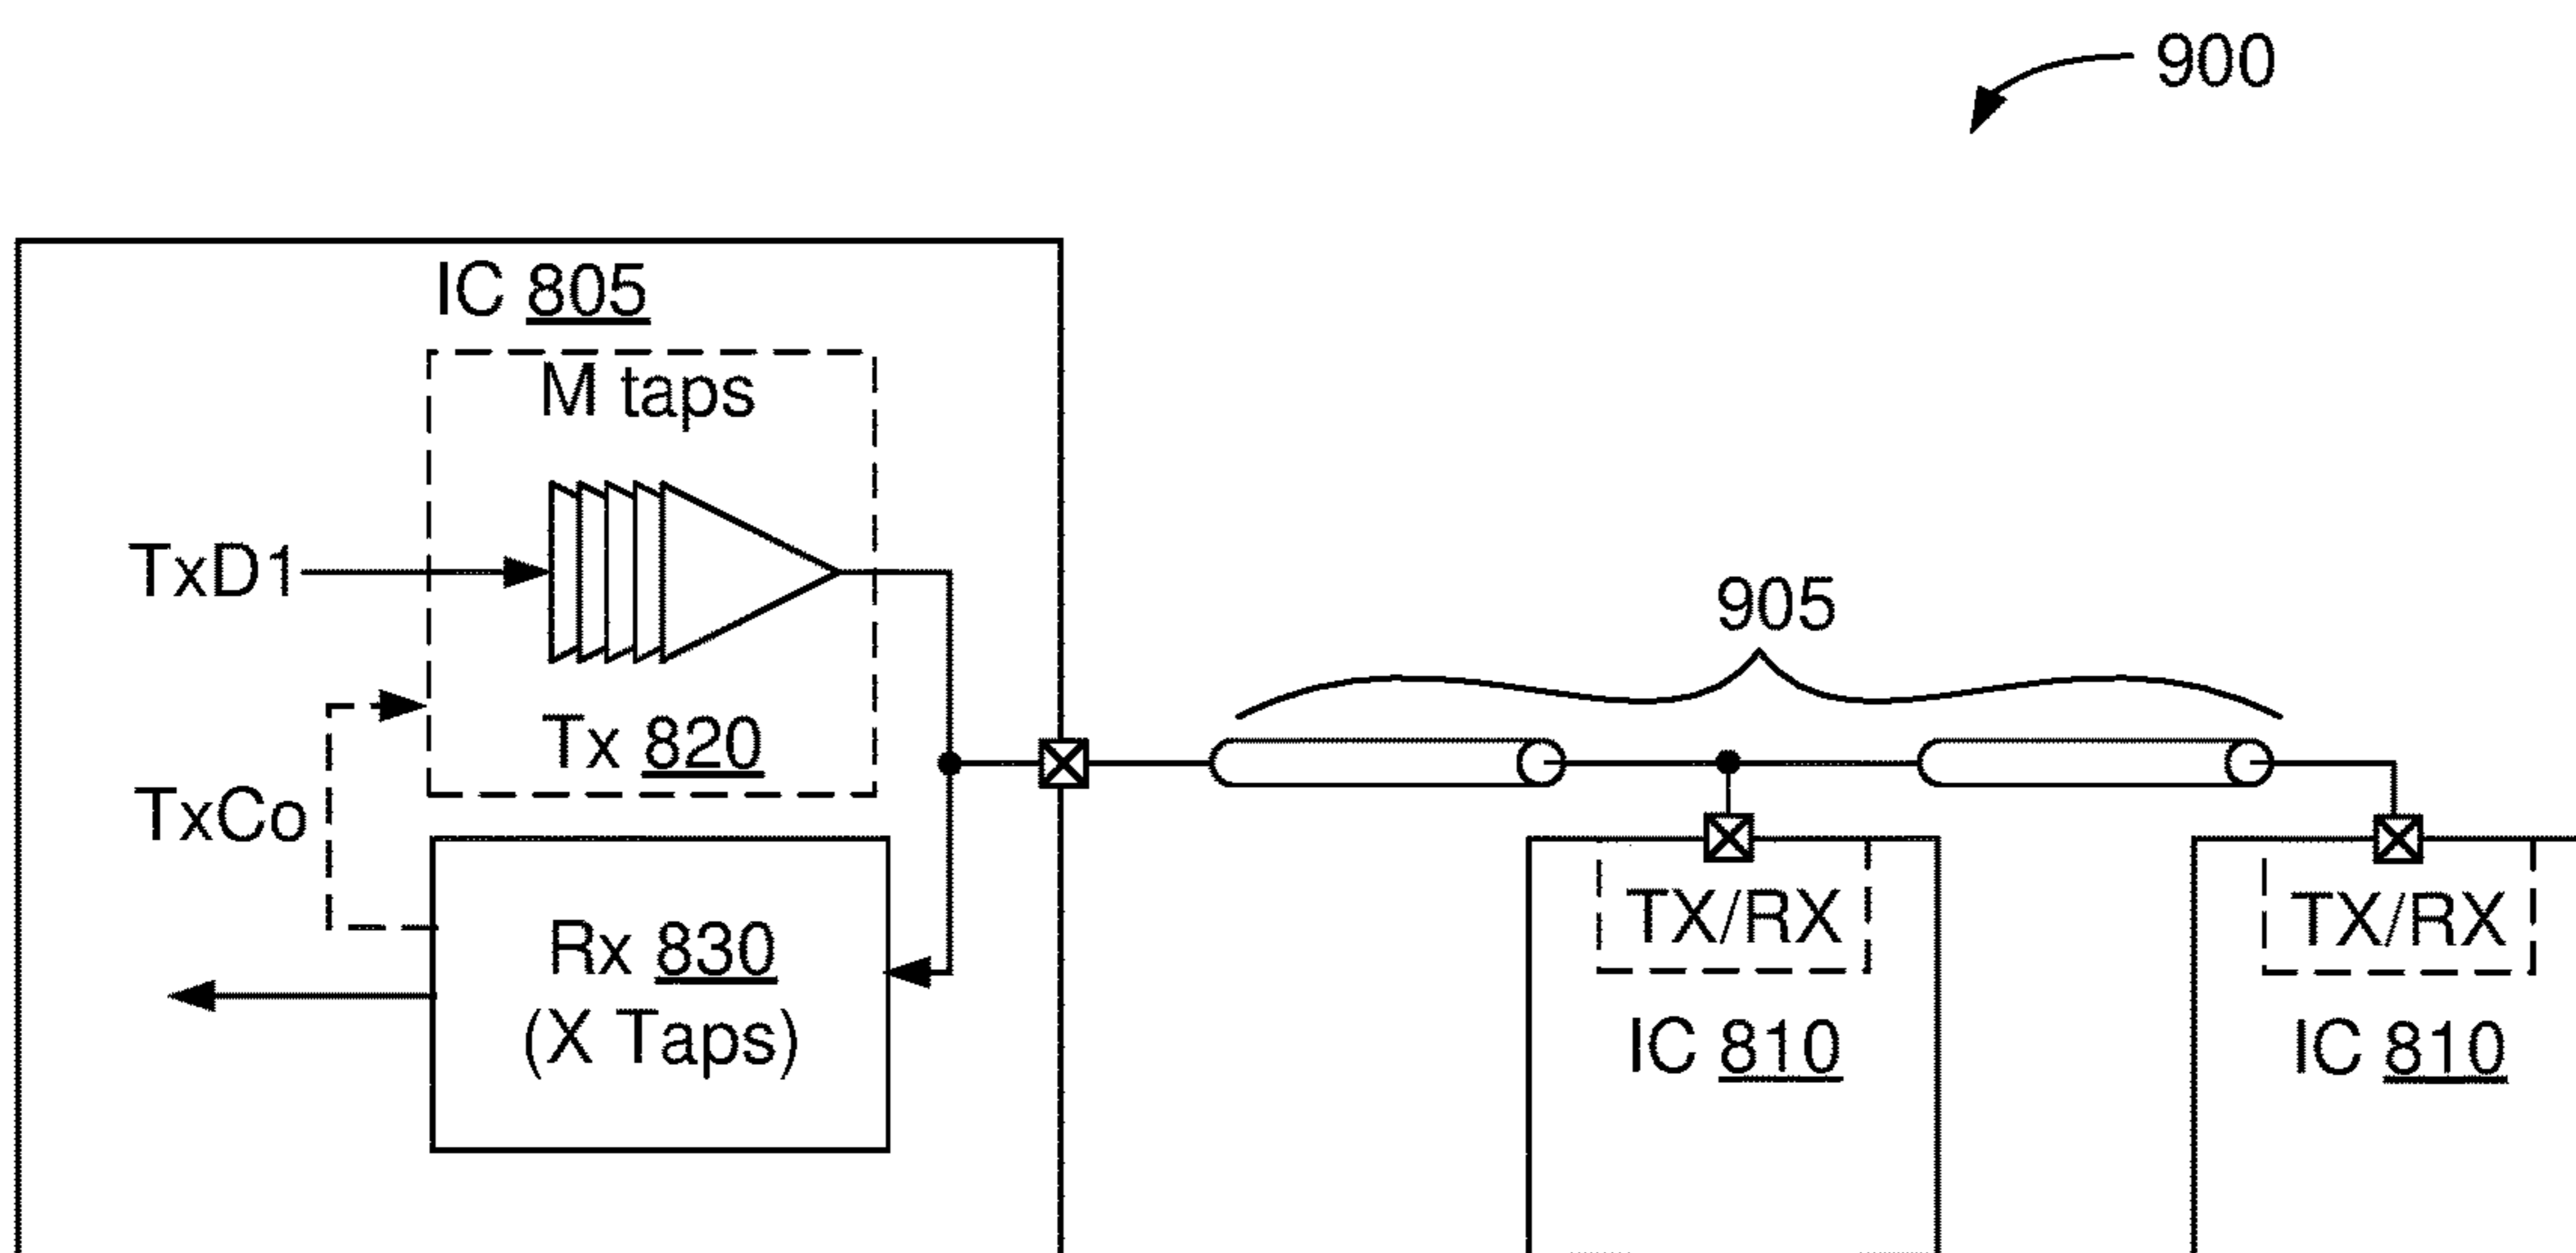 900
IC 805
M taps
TxD1
905
Tx 820
TxCo
Rx 830
(X Taps)
TX/RX
IC 810
TX/RX
IC 810